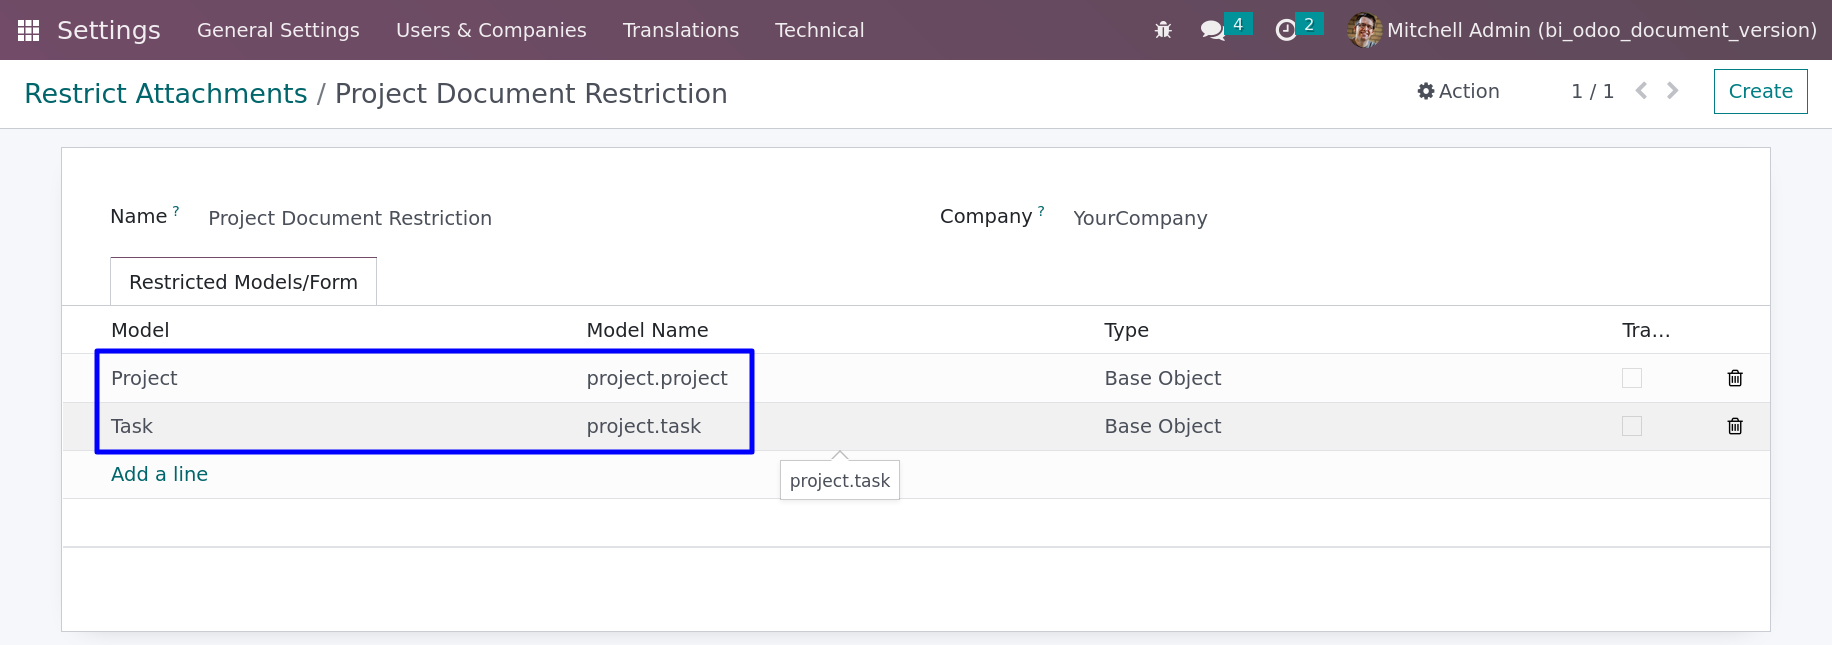 Settings General Settings Users & Companies Translations Technical 4 2 Mitchell Admin (bi_odoo_document_version)
Restrict Attachments / Project Document Restriction Action 1 / 1 Create
Name ? Project Document Restriction Company ? YourCompany
Restricted Models/Form
Model Model Name Type Tra...
Project project.project Base Object
Task project.task Base Object
Add a line
project.task